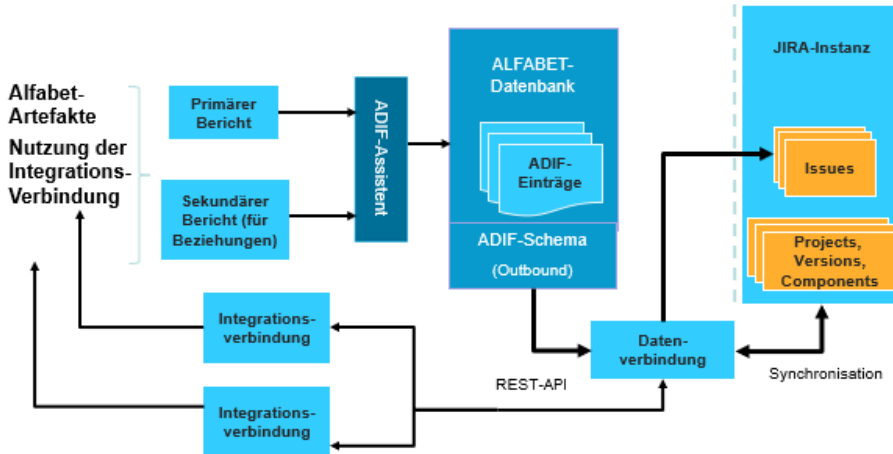 Alfabet-
Artefakte
Nutzung der
Integrations-
Verbindung
Primärer
Bericht
Sekundärer
Bericht (für
Beziehungen)
ADIF-Assistent
ALFABET-
Datenbank
ADIF-
Einträge
ADIF-Schema
(Outbound)
JIRA-Instanz
Issues
Projects,
Versions,
Components
Integrations-
verbindung
Integrations-
verbindung
Daten-
verbindung
REST-API
Synchronisation